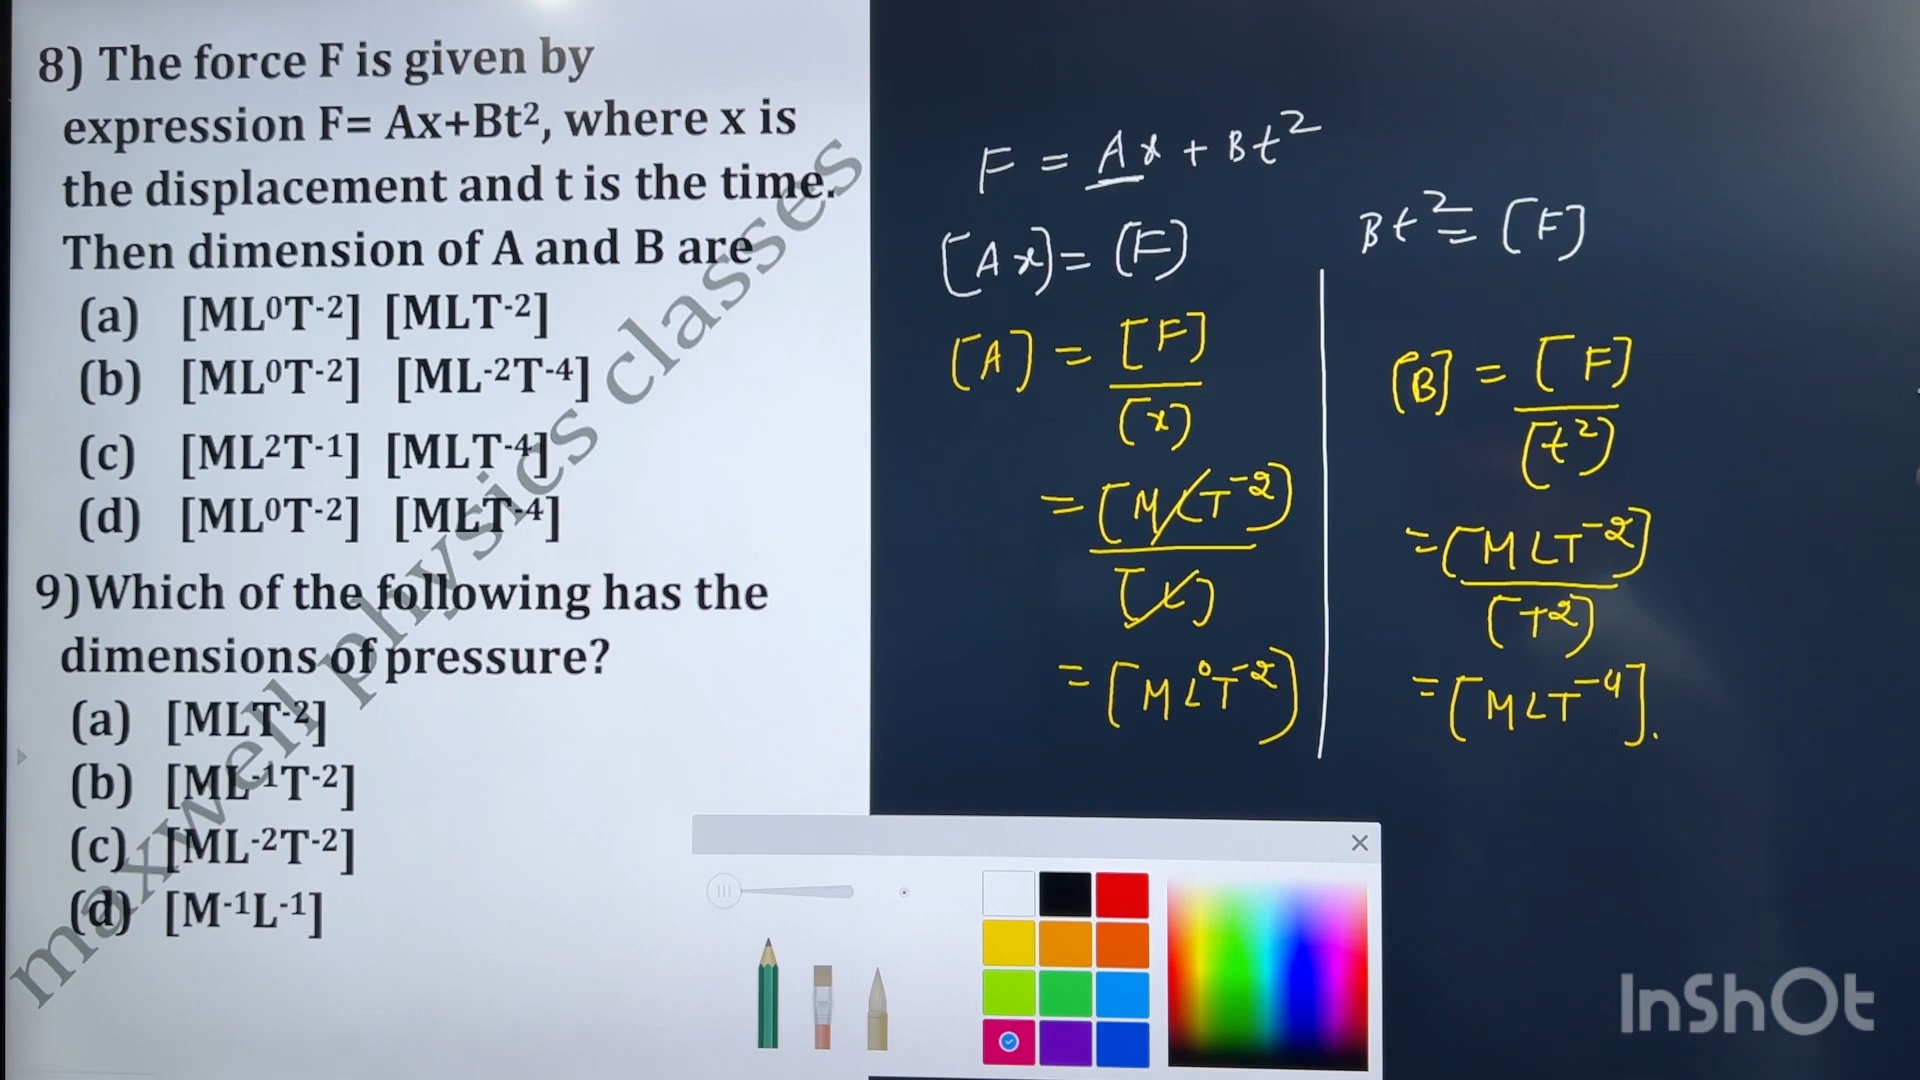 8) The force F is given by
expression F= Ax+Bt², where x is
the displacement and t is the time.
Then dimension of A and B are
(a) [ML⁰T⁻²] [MLT⁻²]
(b) [ML⁰T⁻²] [ML⁻²T⁻⁴]
(c) [ML²T⁻¹] [MLT⁻⁴]
(d) [ML⁰T⁻²] [MLT⁻⁴]
9)Which of the following has the
dimensions of pressure?
(a) [MLT⁻²]
(b) [ML⁻¹T⁻²]
(c) [ML⁻²T⁻²]
(d) [M⁻¹L⁻¹]
maxwell physics classes
F = Ax + Bt²
[Ax] = [F]
[A] = [F]
[x]
= [MLT⁻²]
[L]
= [ML⁰T⁻²]
Bt² = [F]
[B] = [F]
[t²]
= [MLT⁻²]
[T²]
= [MLT⁻⁴].
InShOt